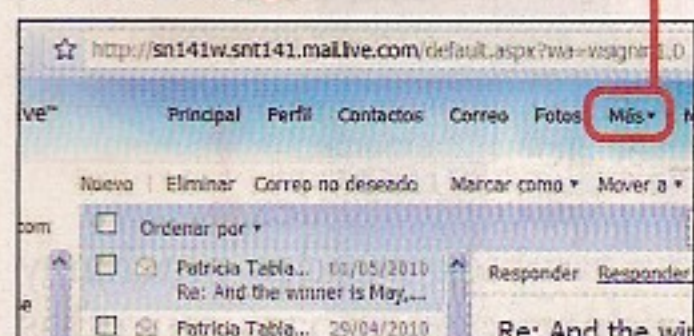 http://sn141w.snt141.mail.live.com/default.aspx?wa=wsignin1.0
ive™ Principal Perfil Contactos Correo Fotos Más
Nuevo Eliminar Correo no deseado Marcar como Mover a
com Ordenar por
Patricia Tabla... 01/05/2010 Responder Responder
Re: And the winner is May,...
Patricia Tabla... 29/04/2010 Re: And the wi